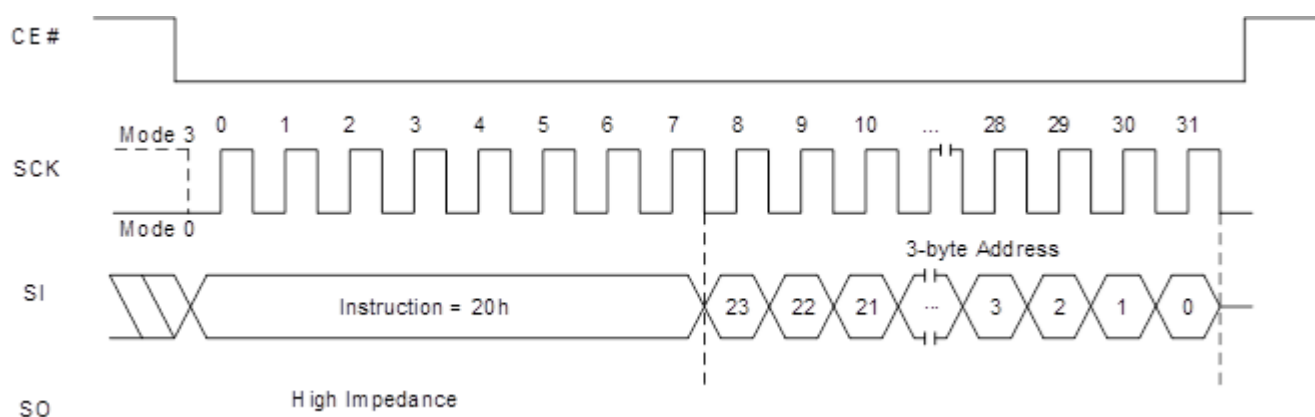 CE#
Mode 3 0 1 2 3 4 5 6 7 8 9 10 ... 28 29 30 31
SCK
Mode 0
3-byte Address
SI Instruction = 20h 23 22 21 ... 3 2 1 0
High Impedance
SO